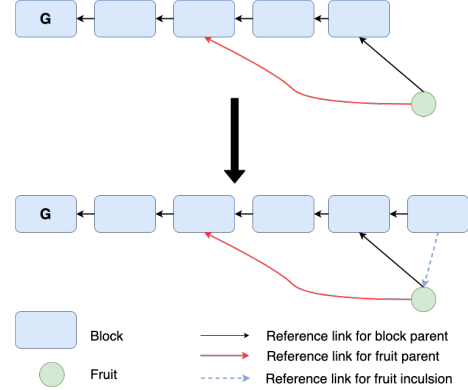 G
G
Block
Fruit
Reference link for block parent
Reference link for fruit parent
Reference link for fruit inculsion